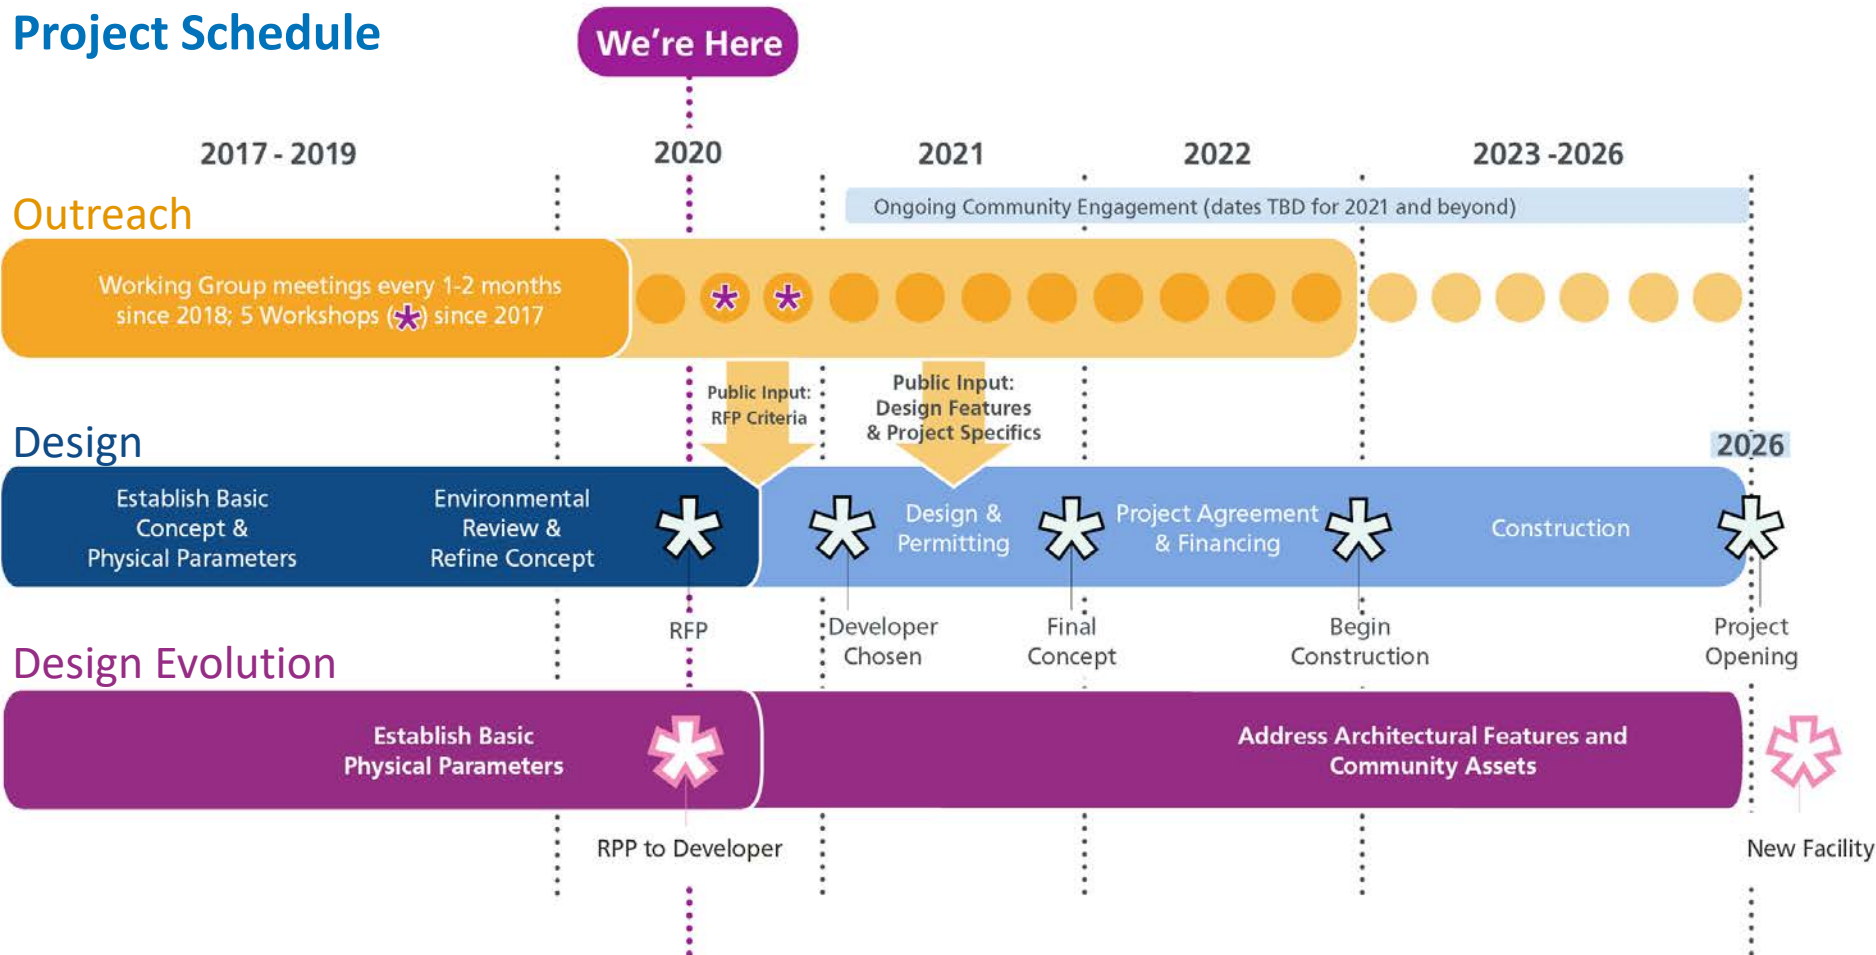 Project Schedule
We're Here
2017 - 2019
2020
2021
2022
2023 -2026
Outreach
Ongoing Community Engagement (dates TBD for 2021 and beyond)
Working Group meetings every 1-2 months
since 2018; 5 Workshops (*) since 2017
Public Input:
RFP Criteria
Public Input:
Design Features
& Project Specifics
Design
2026
Establish Basic
Concept &
Physical Parameters
Environmental
Review &
Refine Concept
Design &
Permitting
Project Agreement
& Financing
Construction
RFP
Developer
Chosen
Final
Concept
Begin
Construction
Project
Opening
Design Evolution
Establish Basic
Physical Parameters
Address Architectural Features and
Community Assets
RPP to Developer
New Facility